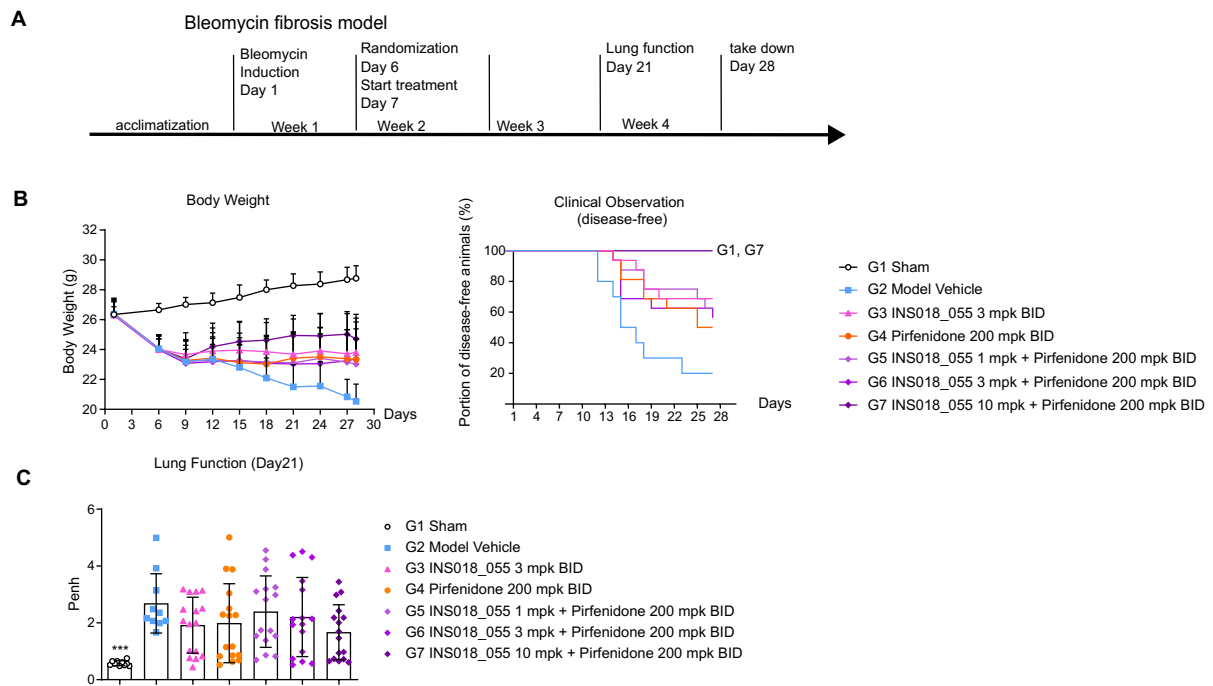 A
Bleomycin fibrosis model
Bleomycin
Induction
Day 1
Randomization
Day 6
Start treatment
Day 7
Lung function
Day 21
take down
Day 28
acclimatization
Week 1
Week 2
Week 3
Week 4
B
Body Weight
Body Weight (g)
32
30
28
26
24
22
20
0 3 6 9 12 15 18 21 24 27 30
Days
Clinical Observation
(disease-free)
Portion of disease-free animals (%)
100
80
60
40
20
G1, G7
1 4 7 10 13 15 19 22 25 28
Days
G1 Sham
G2 Model Vehicle
G3 INS018_055 3 mpk BID
G4 Pirfenidone 200 mpk BID
G5 INS018_055 1 mpk + Pirfenidone 200 mpk BID
G6 INS018_055 3 mpk + Pirfenidone 200 mpk BID
G7 INS018_055 10 mpk + Pirfenidone 200 mpk BID
C
Lung Function (Day21)
Penh
6
4
2
0
***
G1 Sham
G2 Model Vehicle
G3 INS018_055 3 mpk BID
G4 Pirfenidone 200 mpk BID
G5 INS018_055 1 mpk + Pirfenidone 200 mpk BID
G6 INS018_055 3 mpk + Pirfenidone 200 mpk BID
G7 INS018_055 10 mpk + Pirfenidone 200 mpk BID